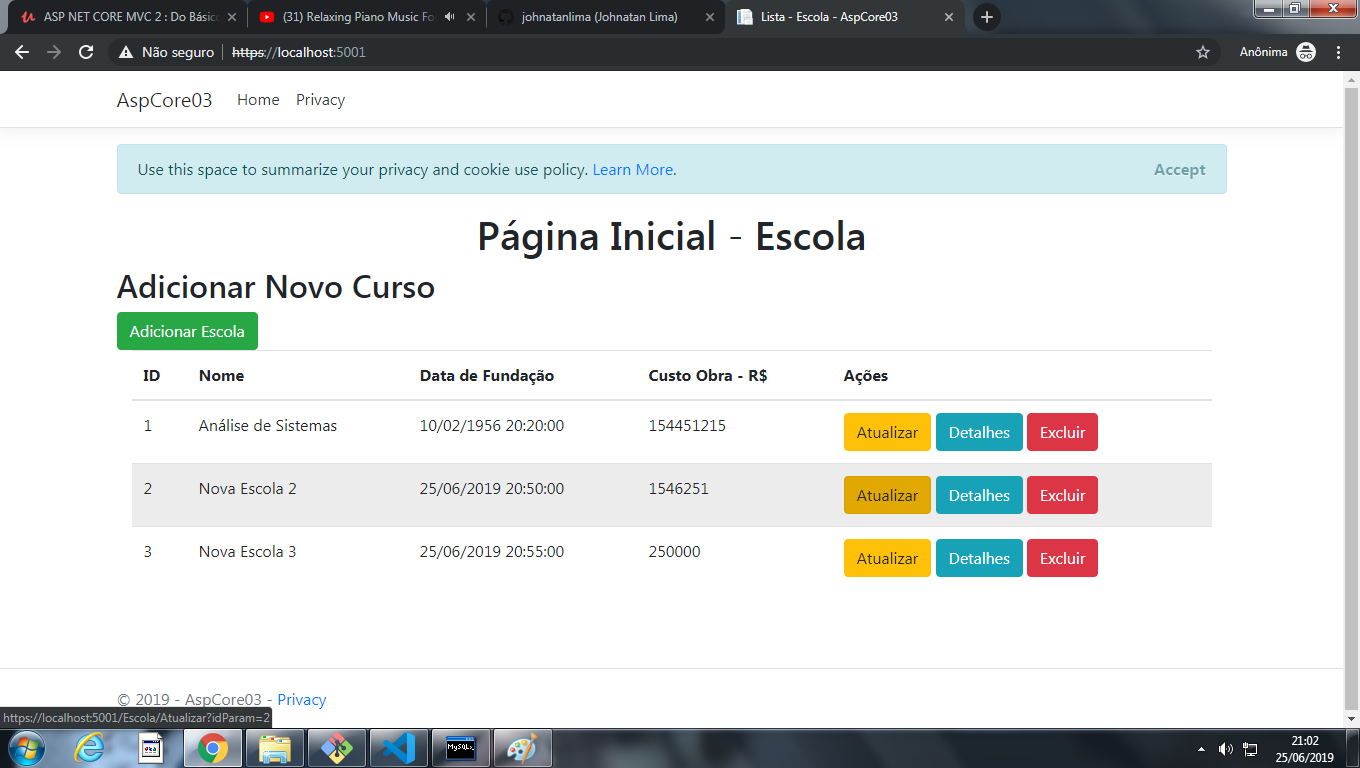 ASP NET CORE MVC 2 : Do Básic
(31) Relaxing Piano Music Fo
johnatanlima (Johnatan Lima)
Lista - Escola - AspCore03
Não seguro
https://localhost:5001
Anônima
AspCore03 Home Privacy
Use this space to summarize your privacy and cookie use policy. Learn More.
Accept
Página Inicial - Escola
Adicionar Novo Curso
Adicionar Escola
ID Nome Data de Fundação Custo Obra - R$ Ações
1 Análise de Sistemas 10/02/1956 20:20:00 154451215 Atualizar Detalhes Excluir
2 Nova Escola 2 25/06/2019 20:50:00 1546251 Atualizar Detalhes Excluir
3 Nova Escola 3 25/06/2019 20:55:00 250000 Atualizar Detalhes Excluir
© 2019 - AspCore03 - Privacy
https://localhost:5001/Escola/Atualizar?idParam=2
21:02
25/06/2019